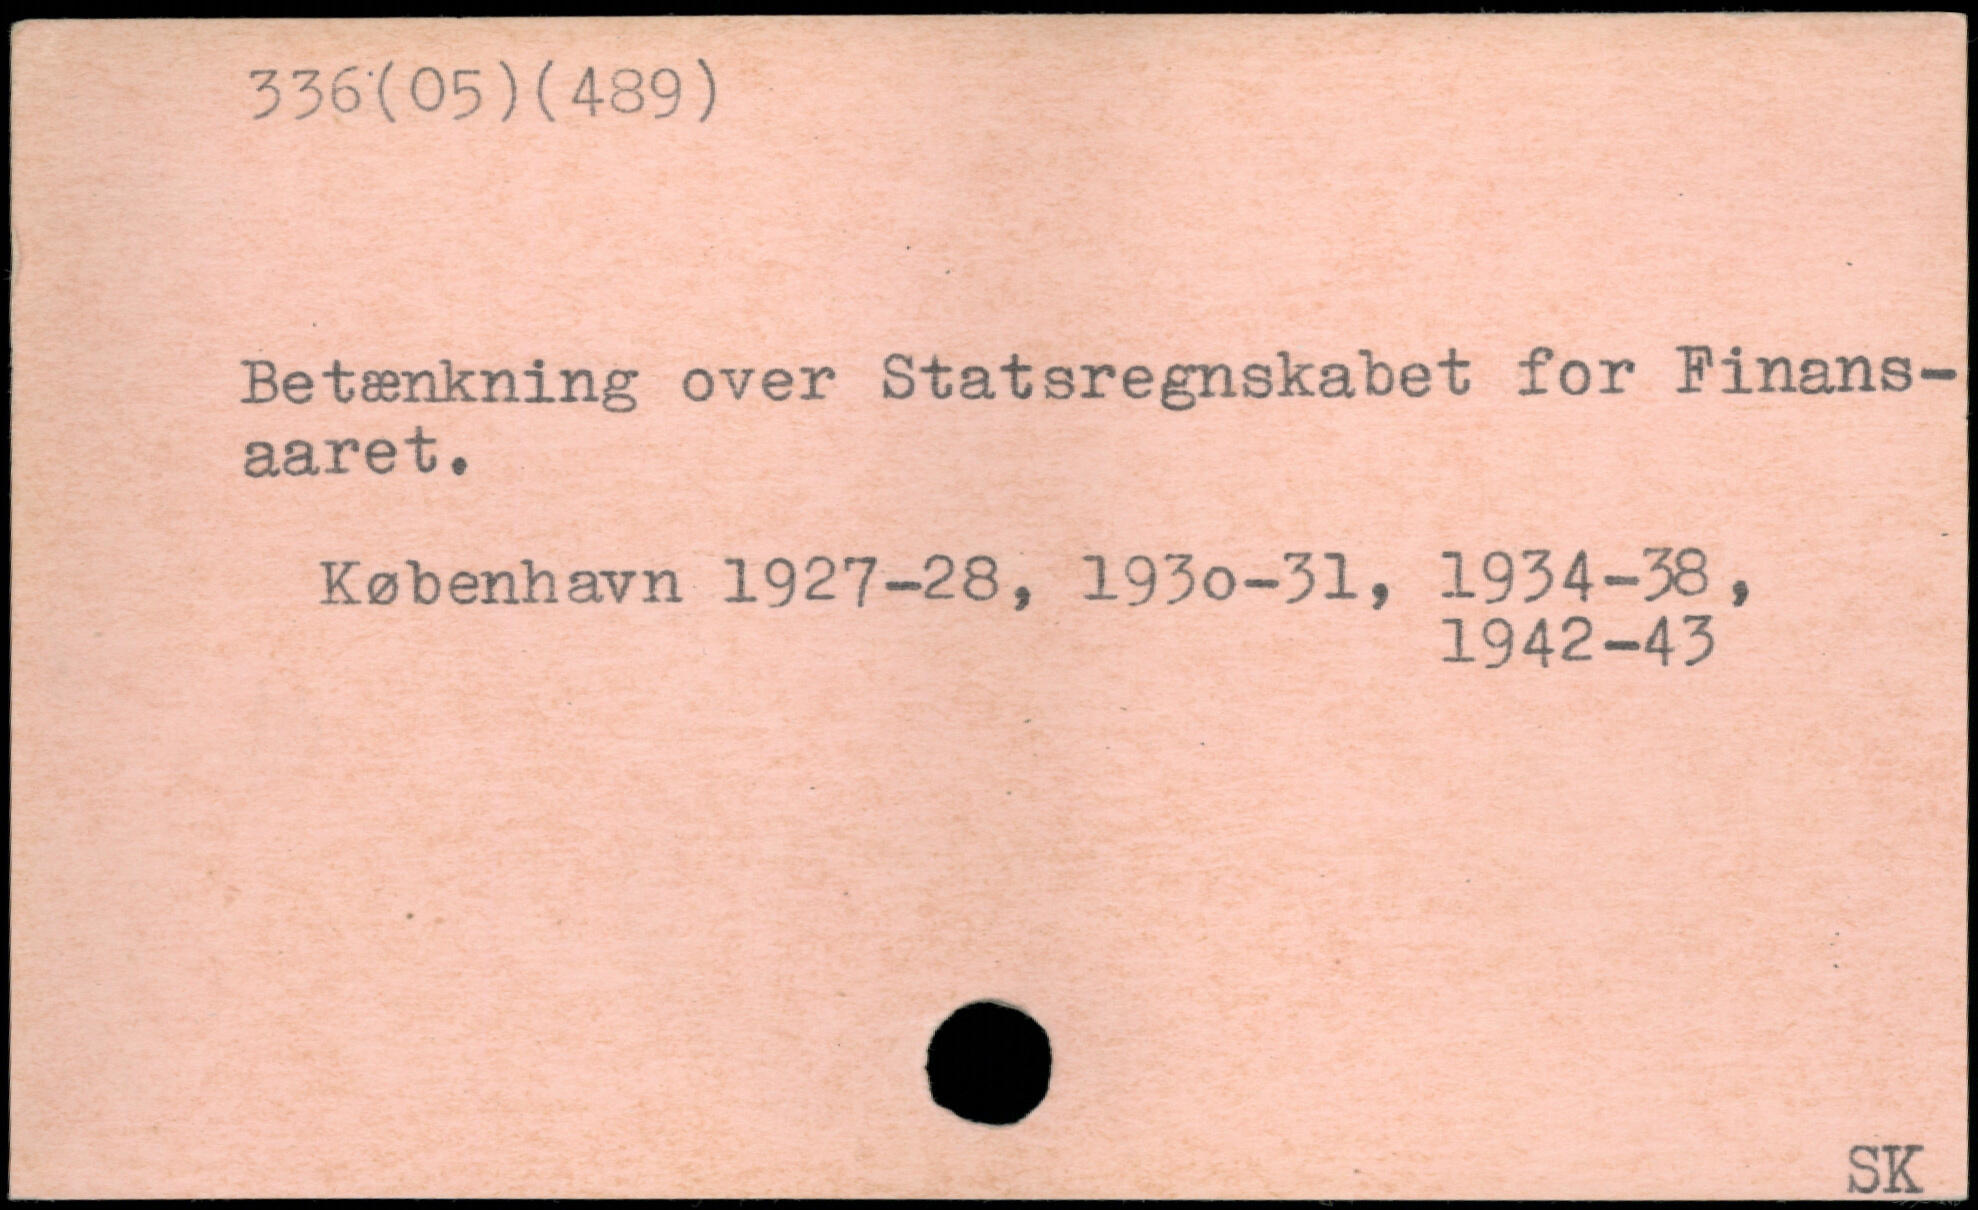 336(05)(489)
Betænkning over Statsregnskabet for Finans-
aaret.
København 1927-28, 193o-31, 1934-38,
1942-43
SK